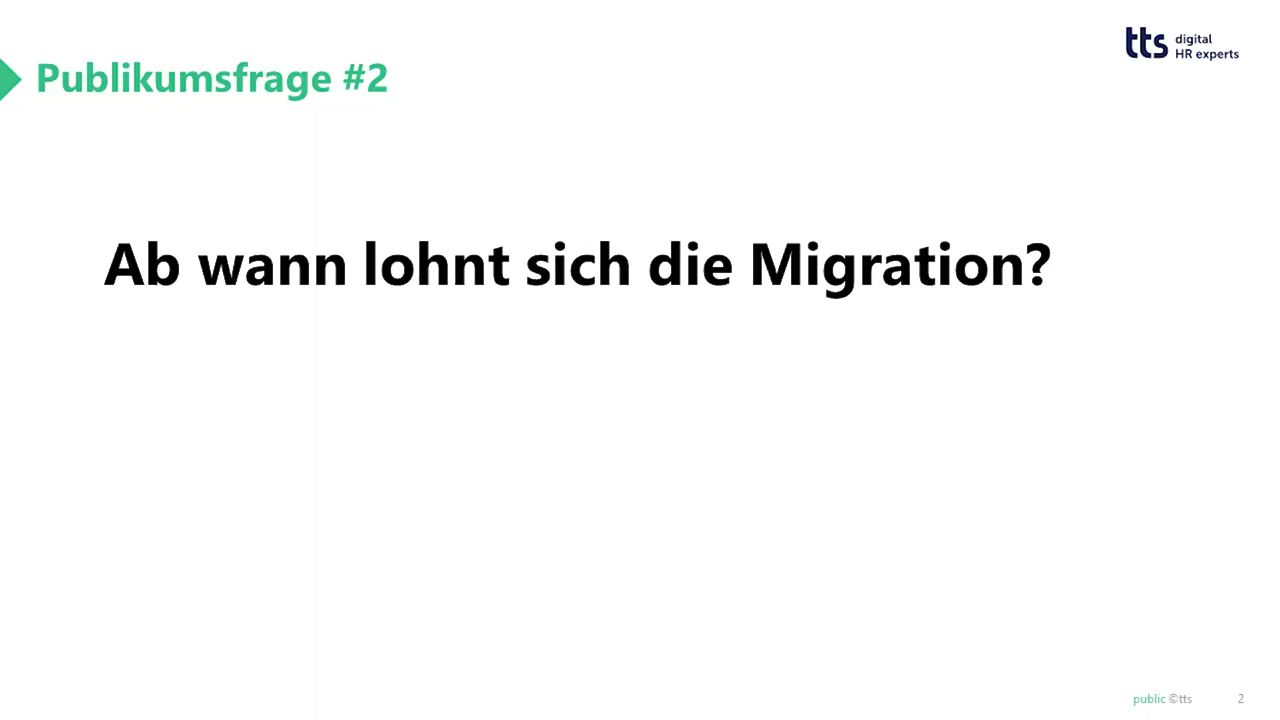 Publikumsfrage #2
tts digital
HR experts
Ab wann lohnt sich die Migration?
public ©tts
2